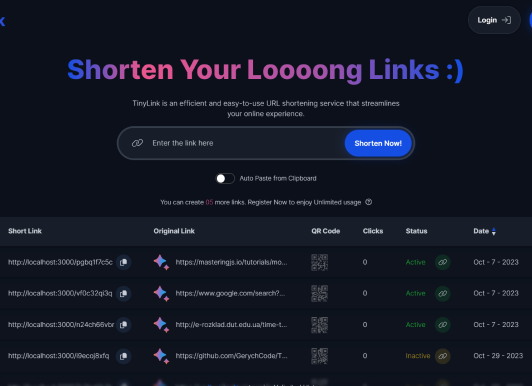 Login
Shorten Your Loooong Links :)
TinyLink is an efficient and easy-to-use URL shortening service that streamlines
your online experience.
Enter the link here
Shorten Now!
Auto Paste from Clipboard
You can create 05 more links. Register Now to enjoy Unlimited usage
Short Link Original Link QR Code Clicks Status Date
http://localhost:3000/pgbq1f7c5c https://masteringjs.io/tutorials/mo... 0 Active Oct - 7 - 2023
http://localhost:3000/vf0c32qi3q https://www.google.com/search?... 0 Active Oct - 7 - 2023
http://localhost:3000/n24ch66vbr http://e-rozklad.dut.edu.ua/time-t... 0 Active Oct - 7 - 2023
http://localhost:3000/i9ecoj8xfq https://github.com/GerychCode/T... 0 Inactive Oct - 29 - 2023